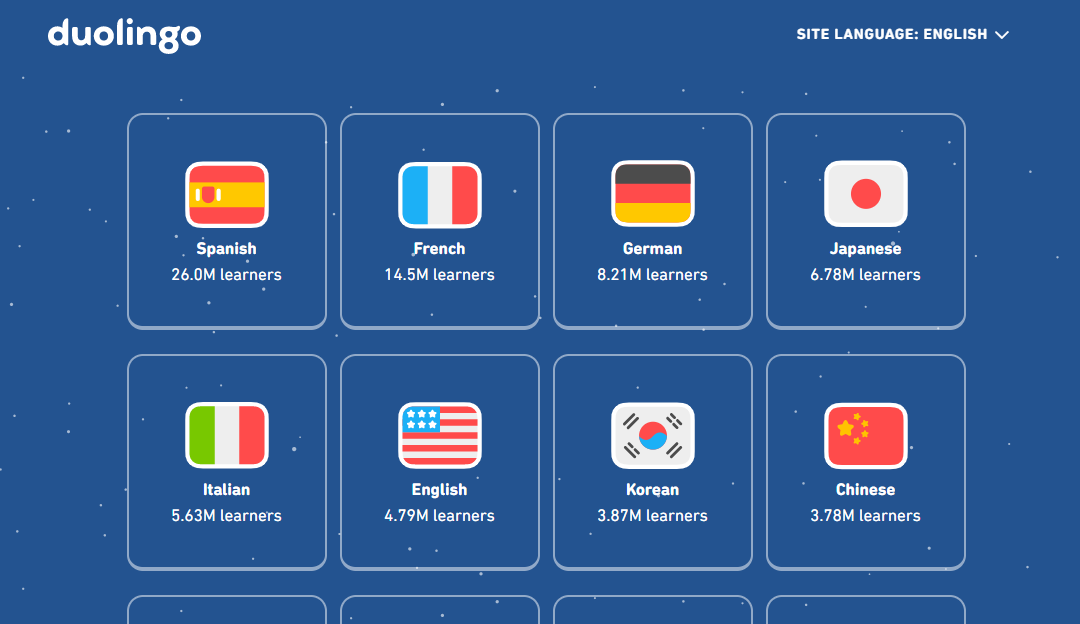 duolingo
SITE LANGUAGE: ENGLISH
Spanish
26.0M learners
French
14.5M learners
German
8.21M learners
Japanese
6.78M learners
Italian
5.63M learners
English
4.79M learners
Korean
3.87M learners
Chinese
3.78M learners